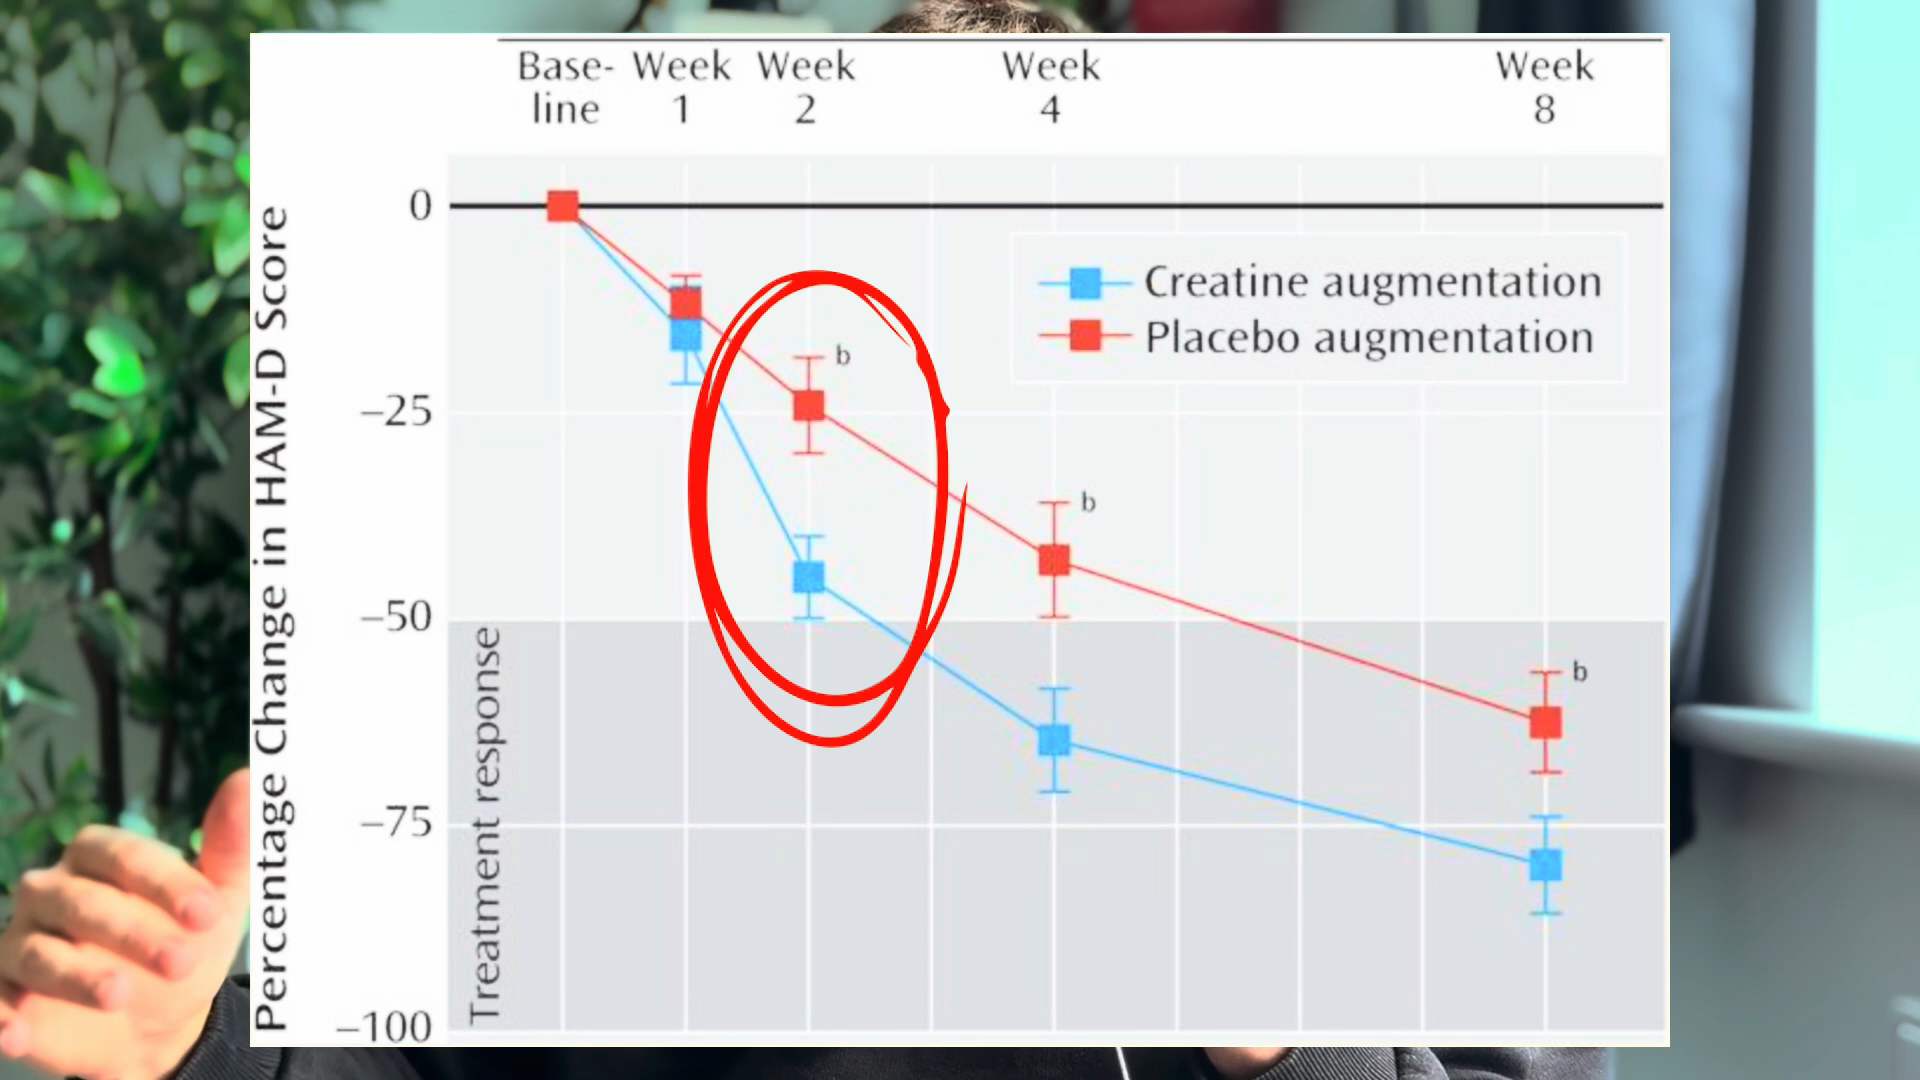 Base-
line
Week
1
Week
2
Week
4
Week
8
Percentage Change in HAM-D Score
0
−25
−50
−75
−100
Creatine augmentation
Placebo augmentation
b
b
b
Treatment response